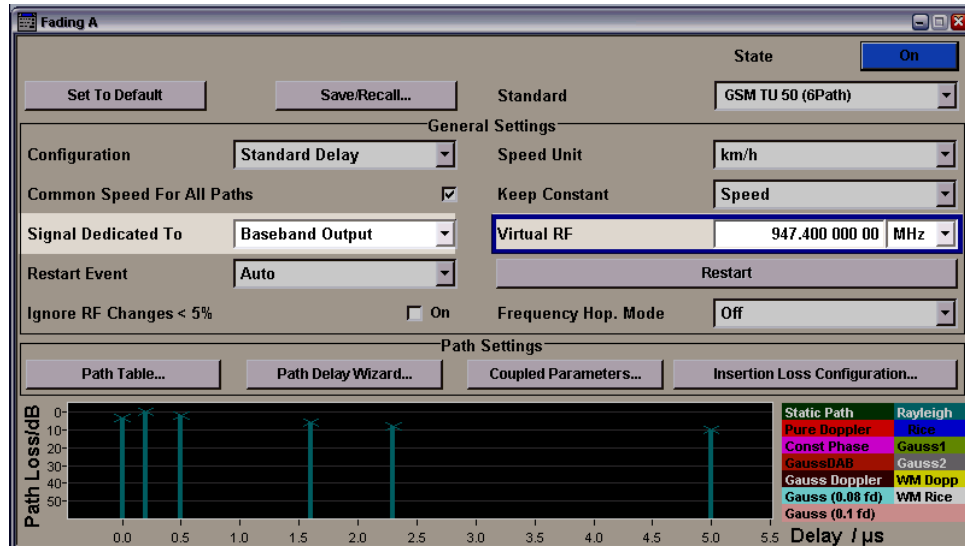 Fading A
State On
Set To Default Save/Recall... Standard GSM TU 50 (6Path)
General Settings
Configuration Standard Delay Speed Unit km/h
Common Speed For All Paths Keep Constant Speed
Signal Dedicated To Baseband Output Virtual RF 947.400 000 00 MHz
Restart Event Auto Restart
Ignore RF Changes < 5% On Frequency Hop. Mode Off
Path Settings
Path Table... Path Delay Wizard... Coupled Parameters... Insertion Loss Configuration...
Path Loss/dB
0-
10-
20-
30-
40-
50-
0.0 0.5 1.0 1.5 2.0 2.5 3.0 3.5 4.0 4.5 5.0 5.5 Delay / µs
Static Path Rayleigh
Pure Doppler Rice
Const Phase Gauss1
GaussDAB Gauss2
Gauss Doppler WM Dopp
Gauss (0.08 fd) WM Rice
Gauss (0.1 fd)